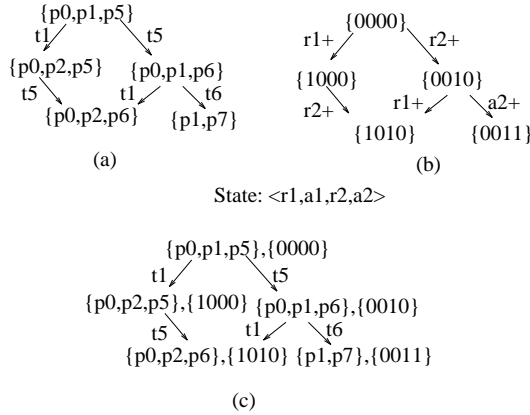 {p0,p1,p5}
t1 t5
{p0,p2,p5} {p0,p1,p6}
t5 t1 t6
{p0,p2,p6} {p1,p7}
(a)
{0000}
r1+ r2+
{1000} {0010}
r2+ r1+ a2+
{1010} {0011}
(b)
State: <r1,a1,r2,a2>
{p0,p1,p5},{0000}
t1 t5
{p0,p2,p5},{1000} {p0,p1,p6},{0010}
t5 t1 t6
{p0,p2,p6},{1010} {p1,p7},{0011}
(c)